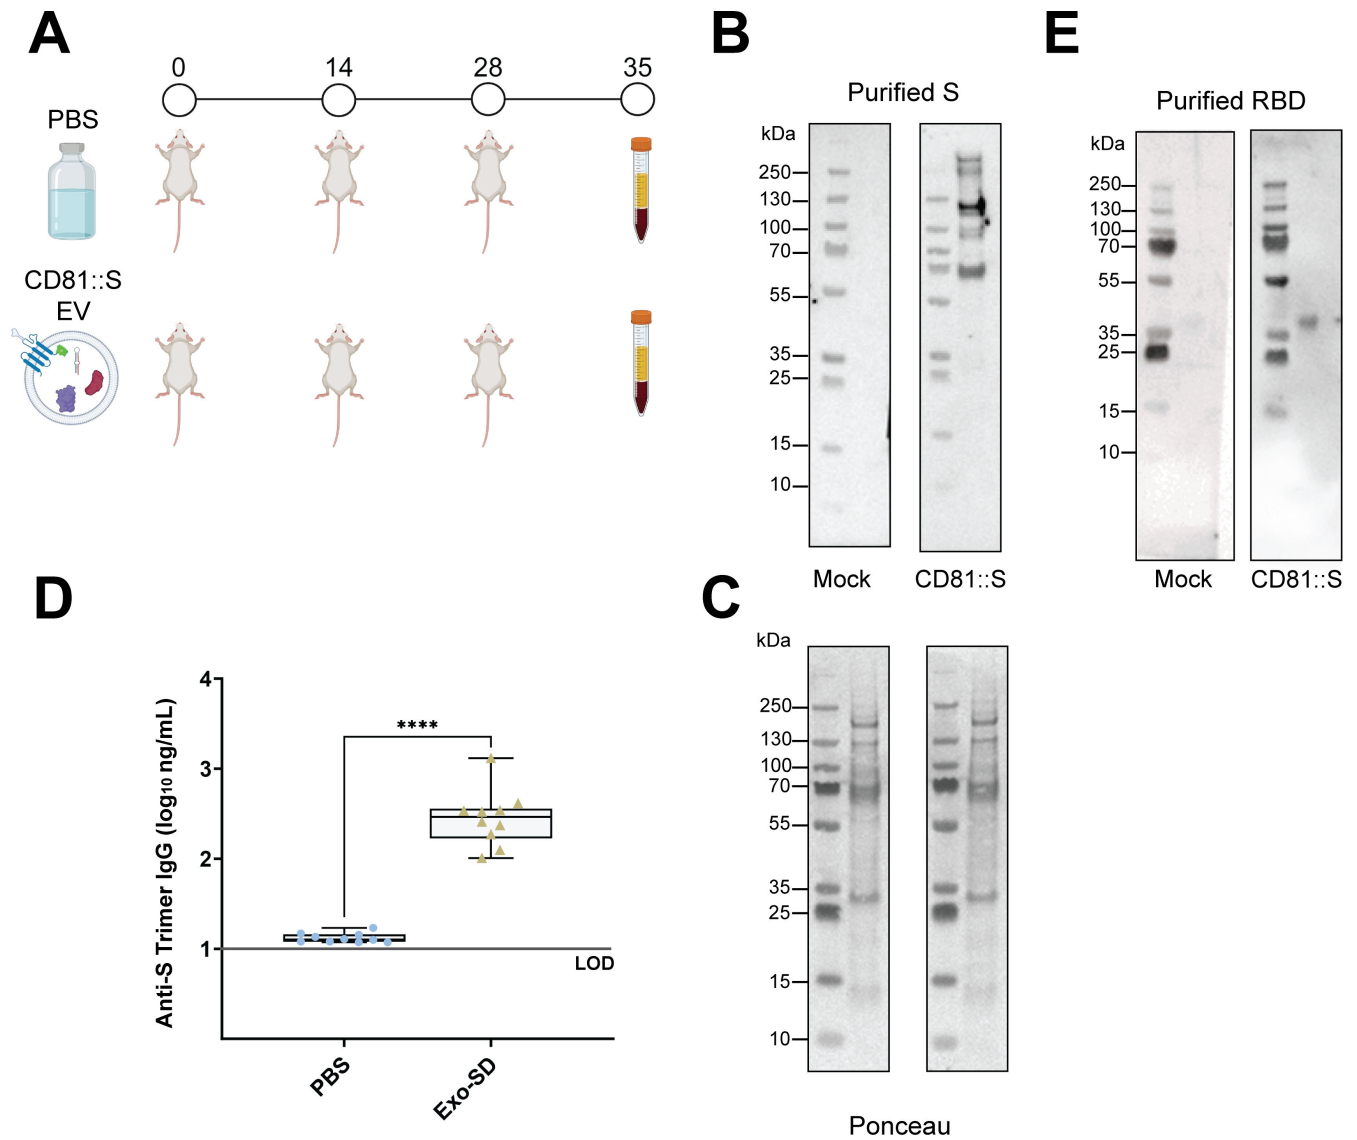 A
0 14 28 35
PBS
CD81::S
EV
B
Purified S
kDa
250
130
100
70
55
35
25
15
10
Mock CD81::S
E
Purified RBD
kDa
250
130
100
70
55
35
25
15
10
Mock CD81::S
D
Anti-S Trimer IgG (log10 ng/mL)
4
3
2
1
****
LOD
PBS
Exo-SD
C
kDa
250
130
100
70
55
35
25
15
10
Ponceau